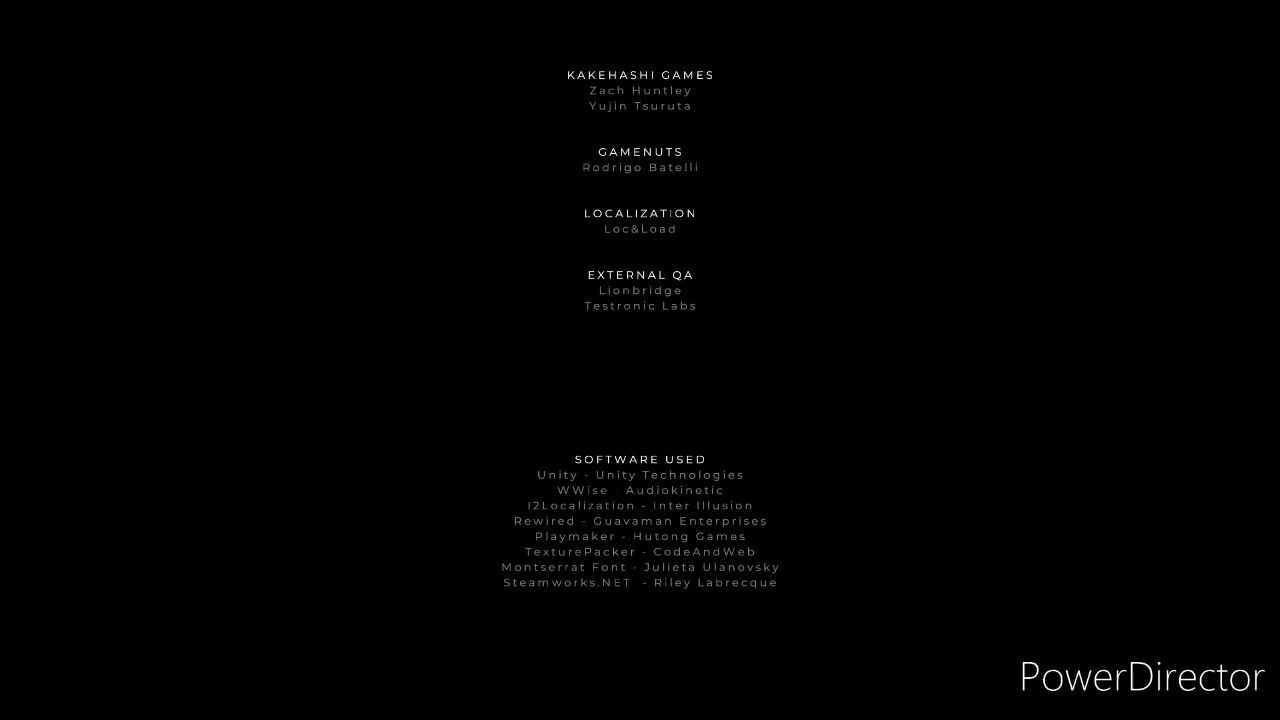 KAKEHASHI GAMES
Zach Huntley
Yujin Tsuruta
GAMENUTS
Rodrigo Batelli
LOCALIZATION
Loc&Load
EXTERNAL QA
Lionbridge
Testronic Labs
SOFTWARE USED
Unity - Unity Technologies
WWise - Audiokinetic
I2Localization - Inter Illusion
Rewired - Guavaman Enterprises
Playmaker - Hutong Games
TexturePacker - CodeAndWeb
Montserrat Font - Julieta Ulanovsky
Steamworks.NET - Riley Labrecque
PowerDirector